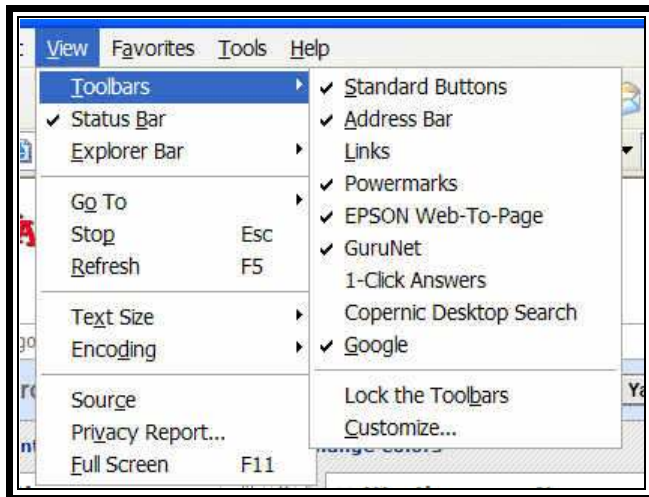 View Favorites Tools Help
Toolbars
Status Bar
Explorer Bar
Go To
Stop Esc
Refresh F5
Text Size
Encoding
Source
Privacy Report...
Full Screen F11
Standard Buttons
Address Bar
Links
Powermarks
EPSON Web-To-Page
GuruNet
1-Click Answers
Copernic Desktop Search
Google
Lock the Toolbars
Customize...